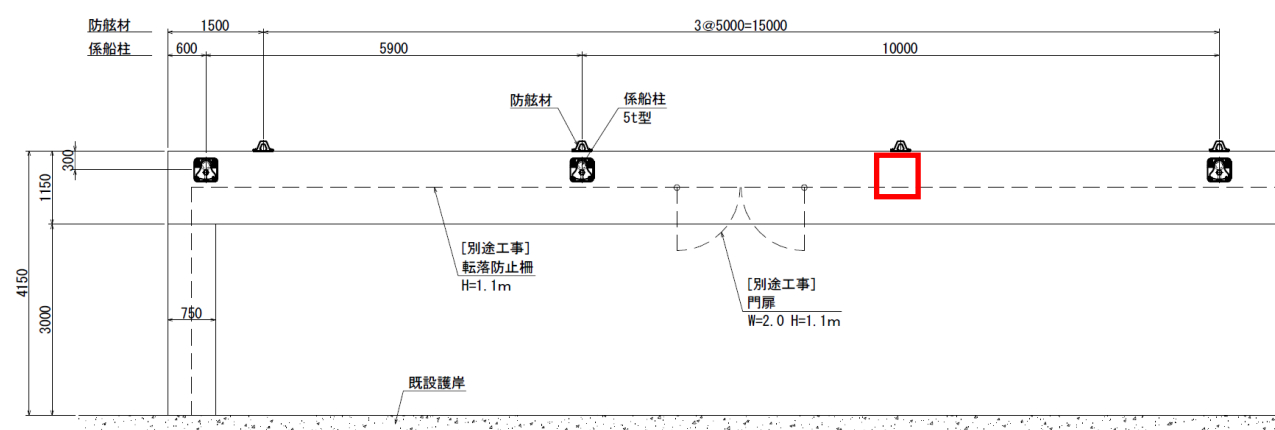 防舷材
1500
3@5000=15000
係船柱
600
5900
10000
防舷材
係船柱
5t型
300
1150
4150
3000
750
[別途工事]
転落防止柵
H=1.1m
[別途工事]
門扉
W=2.0 H=1.1m
既設護岸